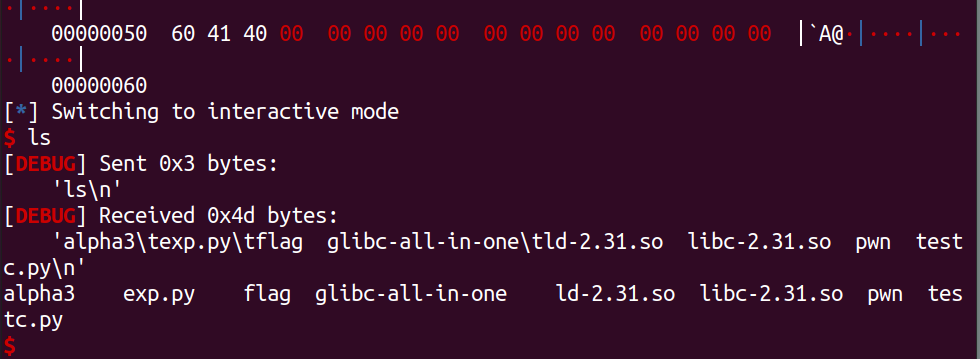 ·│····│
    00000050  60 41 40 00  00 00 00 00  00 00 00 00  00 00 00 00  │`A@·│····│···
·│····│
    00000060
[*] Switching to interactive mode
$ ls
[DEBUG] Sent 0x3 bytes:
    'ls\n'
[DEBUG] Received 0x4d bytes:
    'alpha3\texp.py\tflag  glibc-all-in-one\tld-2.31.so  libc-2.31.so  pwn  test
c.py\n'
alpha3    exp.py    flag  glibc-all-in-one    ld-2.31.so  libc-2.31.so  pwn  tes
tc.py
$